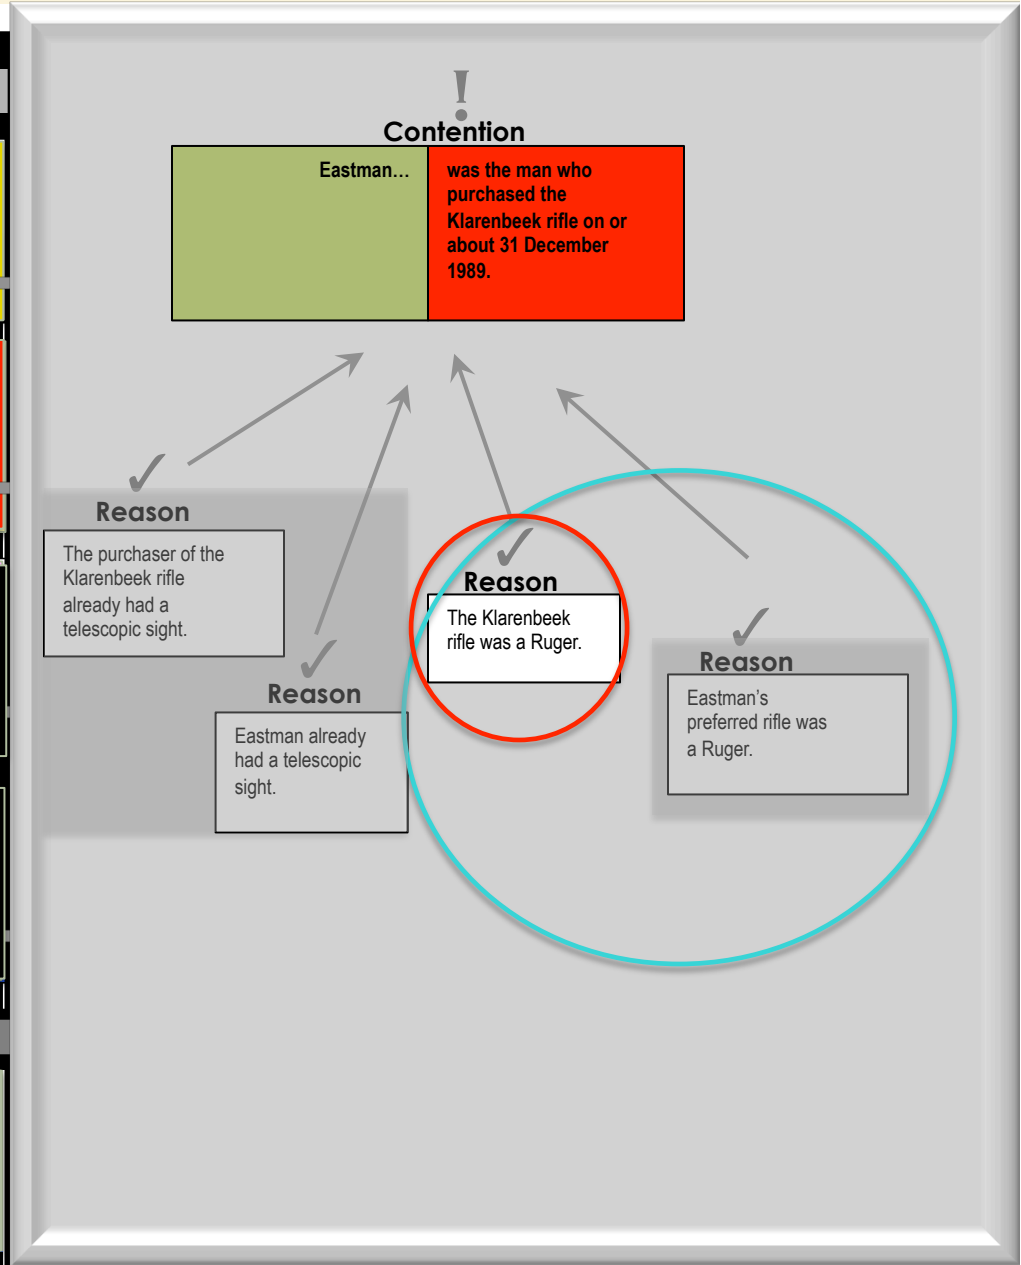 !
Contention
Eastman…
was the man who
purchased the
Klarenbeek rifle on or
about 31 December
1989.
✓
Reason
The purchaser of the
Klarenbeek rifle
already had a
telescopic sight.
✓
Reason
Eastman already
had a telescopic
sight.
✓
Reason
The Klarenbeek
rifle was a Ruger.
✓
Reason
Eastman’s
preferred rifle was
a Ruger.